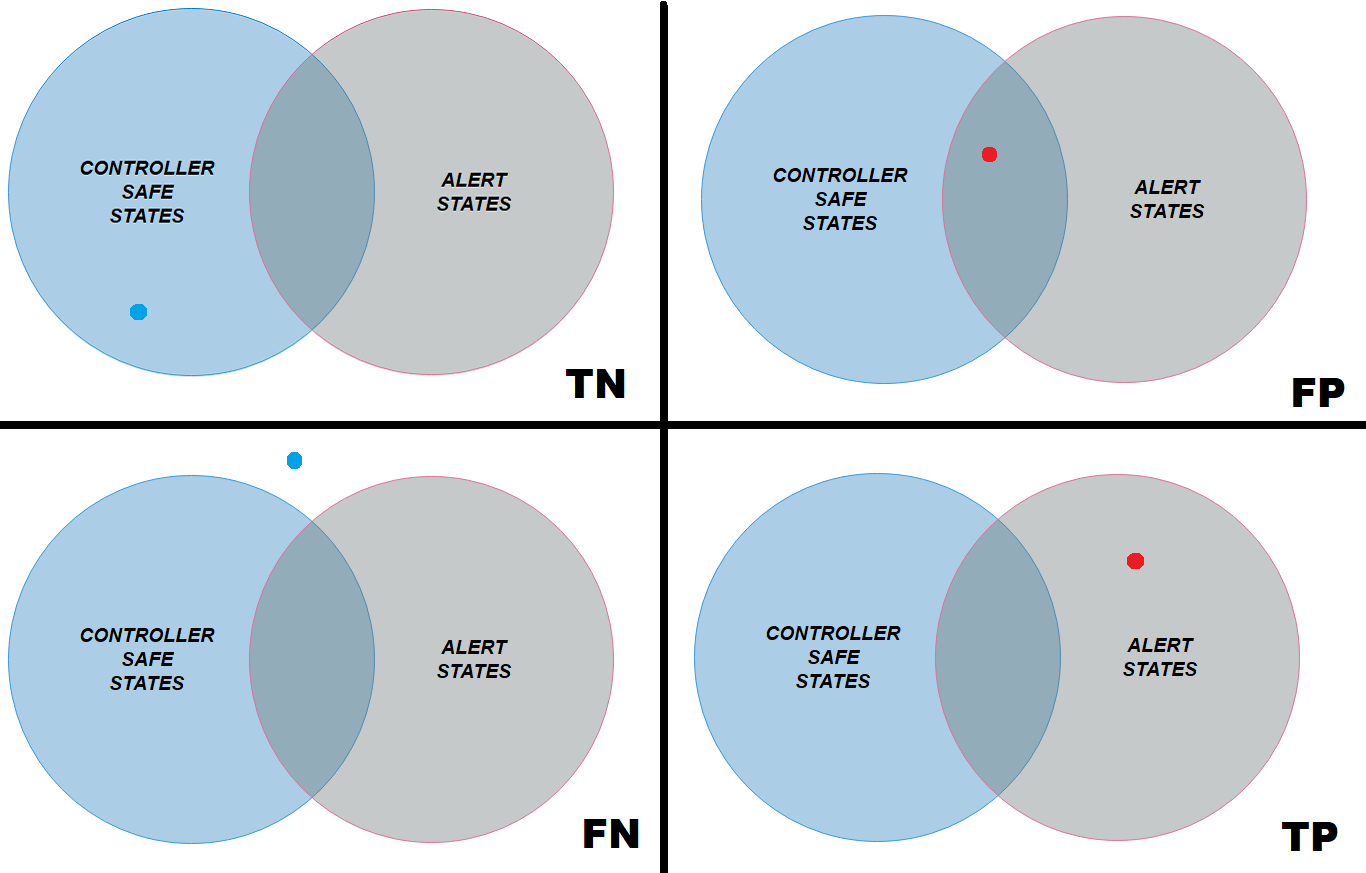 CONTROLLER
SAFE
STATES
ALERT
STATES
TN
CONTROLLER
SAFE
STATES
ALERT
STATES
FP
CONTROLLER
SAFE
STATES
ALERT
STATES
FN
CONTROLLER
SAFE
STATES
ALERT
STATES
TP